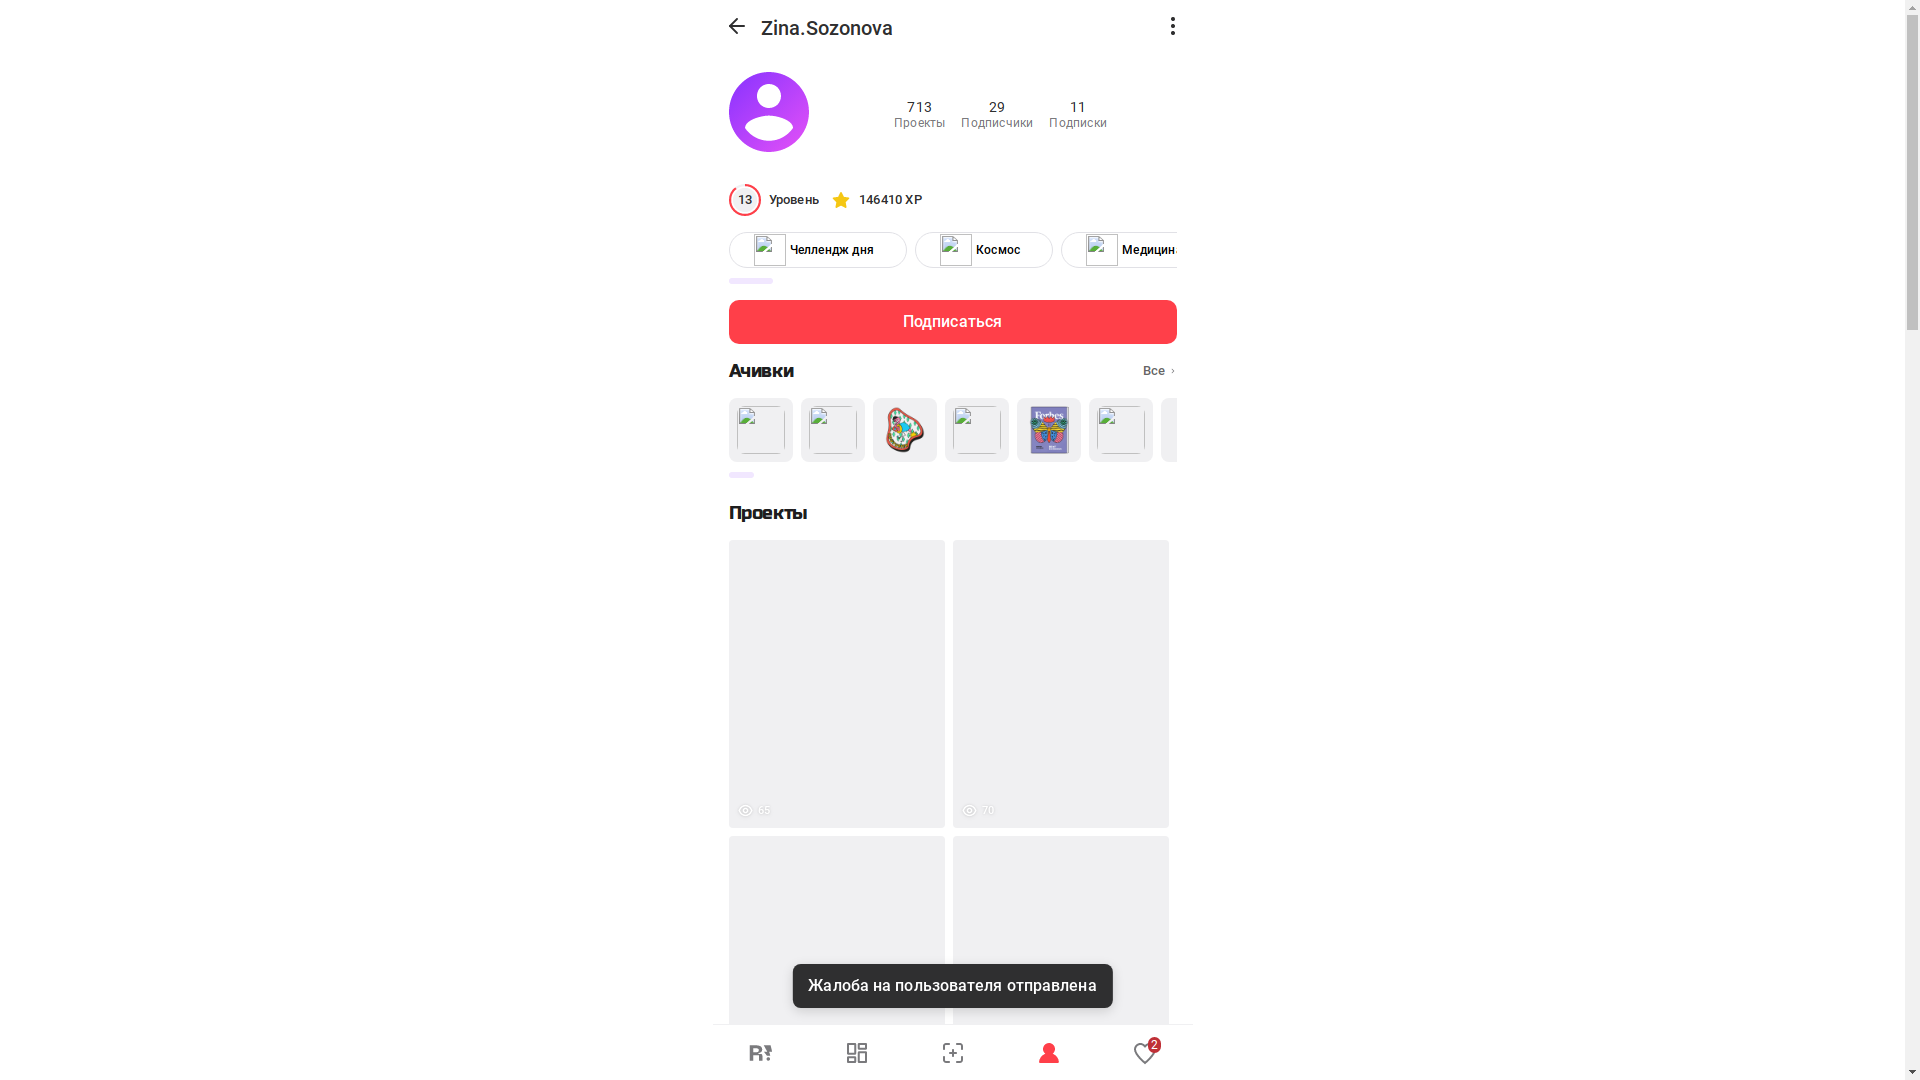 Zina.Sozonova
713
Проекты
29
Подписчики
11
Подписки
13
Уровень
146410 XP
Челлендж дня
Космос
Медицина
Подписаться
Ачивки
Все
Forbes
Проекты
65
70
Жалоба на пользователя отправлена
R
2